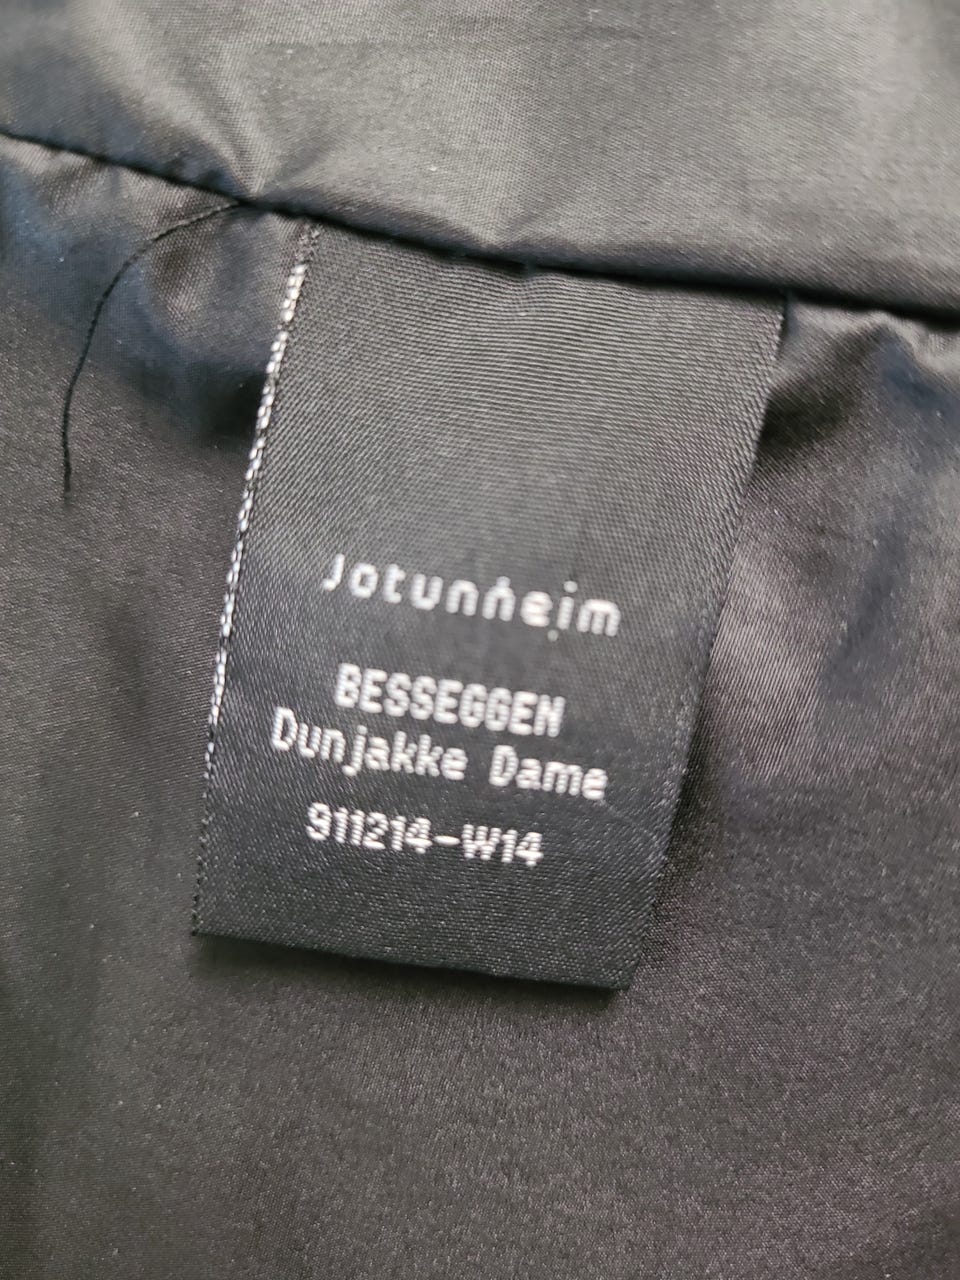 Jotunheim
BESSEGGEN
Dunjakke Dame
911214-W14